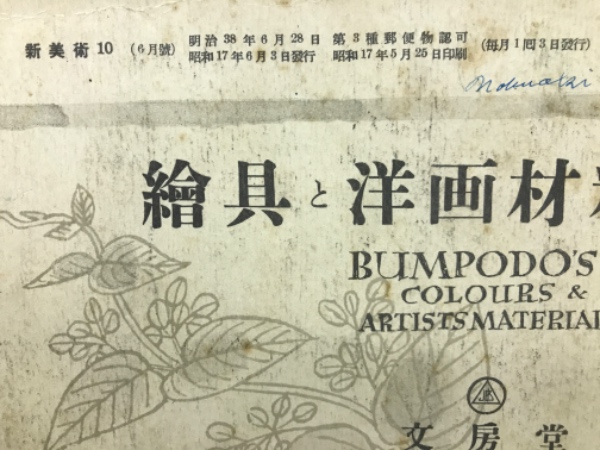 新美術10 (6月號) 明治38年6月28日 第3種郵便物認可 (每月1回3日發行)
昭和17年6月3日發行 昭和17年5月25日印刷
繪具と洋画材
BUMPODO'S
COLOURS &
ARTISTS MATERIAL
文房堂